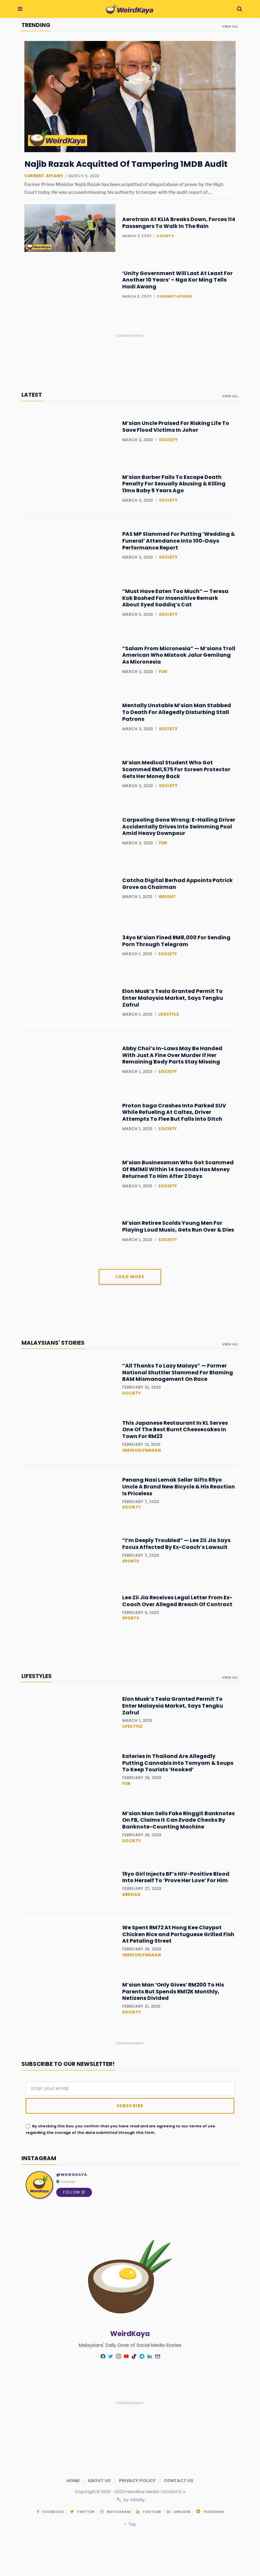 WeirdKaya
TRENDING
VIEW ALL
WeirdKaya
Najib Razak Acquitted Of Tampering 1MDB Audit
CURRENT AFFAIRS | MARCH 3, 2023
Former Prime Minister Najib Razak has been acquitted of alleged abuse of power by the High
Court today. He was accused misusing his authority to tamper with the audit report of...
WeirdKaya
Aerotrain At KLIA Breaks Down, Forces 114
Passengers To Walk In The Rain
MARCH 3, 2023 | SOCIETY
'Unity Government Will Last At Least For
Another 10 Years' – Nga Kor Ming Tells
Hadi Awang
MARCH 2, 2023 | CURRENT AFFAIRS
- Advertisements -
LATEST
VIEW ALL
M'sian Uncle Praised For Risking Life To
Save Flood Victims In Johor
MARCH 2, 2023 | SOCIETY
M'sian Barber Fails To Escape Death
Penalty For Sexually Abusing & Killing
11mo Baby 5 Years Ago
MARCH 2, 2023 | SOCIETY
PAS MP Slammed For Putting 'Wedding &
Funeral' Attendance Into 100-Days
Performance Report
MARCH 2, 2023 | SOCIETY
"Must Have Eaten Too Much" — Teresa
Kok Bashed For Insensitive Remark
About Syed Saddiq's Cat
MARCH 2, 2023 | SOCIETY
"Salam From Micronesia" — M'sians Troll
American Who Mistook Jalur Gemilang
As Micronesia
MARCH 2, 2023 | FUN
Mentally Unstable M'sian Man Stabbed
To Death For Allegedly Disturbing Stall
Patrons
MARCH 2, 2023 | SOCIETY
M'sian Medical Student Who Got
Scammed RM1,575 For Screen Protector
Gets Her Money Back
MARCH 2, 2023 | SOCIETY
Carpooling Gone Wrong: E-Hailing Driver
Accidentally Drives Into Swimming Pool
Amid Heavy Downpour
MARCH 2, 2023 | FUN
Catcha Digital Berhad Appoints Patrick
Grove as Chairman
MARCH 1, 2023 | INSIGHT
34yo M'sian Fined RM8,000 For Sending
Porn Through Telegram
MARCH 1, 2023 | SOCIETY
Elon Musk's Tesla Granted Permit To
Enter Malaysia Market, Says Tengku
Zafrul
MARCH 1, 2023 | LIFESTYLE
Abby Choi's In-Laws May Be Handed
With Just A Fine Over Murder If Her
Remaining Body Parts Stay Missing
MARCH 1, 2023 | SOCIETY
Proton Saga Crashes Into Parked SUV
While Refueling At Caltex, Driver
Attempts To Flee But Falls Into Ditch
MARCH 1, 2023 | SOCIETY
M'sian Businessman Who Got Scammed
Of RM1Mil Within 14 Seconds Has Money
Returned To Him After 2 Days
MARCH 1, 2023 | SOCIETY
M'sian Retiree Scolds Young Men For
Playing Loud Music, Gets Run Over & Dies
MARCH 1, 2023 | SOCIETY
LOAD MORE
MALAYSIANS' STORIES
VIEW ALL
"All Thanks To Lazy Malays" — Former
National Shuttler Slammed For Blaming
BAM Mismanagement On Race
FEBRUARY 13, 2023
SOCIETY
This Japanese Restaurant In KL Serves
One Of The Best Burnt Cheesecakes In
Town For RM23
FEBRUARY 12, 2023
SERIOUSLYMAKAN
Penang Nasi Lemak Seller Gifts 85yo
Uncle A Brand New Bicycle & His Reaction
Is Priceless
FEBRUARY 7, 2023
SOCIETY
"I'm Deeply Troubled" — Lee Zii Jia Says
Focus Affected By Ex-Coach's Lawsuit
FEBRUARY 7, 2023
SPORTS
Lee Zii Jia Receives Legal Letter From Ex-
Coach Over Alleged Breach Of Contract
FEBRUARY 6, 2023
SPORTS
LIFESTYLES
VIEW ALL
Elon Musk's Tesla Granted Permit To
Enter Malaysia Market, Says Tengku
Zafrul
MARCH 1, 2023
LIFESTYLE
Eateries In Thailand Are Allegedly
Putting Cannabis Into Tomyam & Soups
To Keep Tourists 'Hooked'
FEBRUARY 28, 2023
FUN
M'sian Man Sells Fake Ringgit Banknotes
On FB, Claims It Can Evade Checks By
Banknote-Counting Machine
FEBRUARY 28, 2023
SOCIETY
15yo Girl Injects BF's HIV-Positive Blood
Into Herself To 'Prove Her Love' For Him
FEBRUARY 27, 2023
ABROAD
We Spent RM72 At Hong Kee Claypot
Chicken Rice and Portuguese Grilled Fish
At Petaling Street
FEBRUARY 26, 2023
SERIOUSLYMAKAN
M'sian Man 'Only Gives' RM200 To His
Parents But Spends RM12K Monthly,
Netizens Divided
FEBRUARY 21, 2023
SOCIETY
- Advertisements -
SUBSCRIBE TO OUR NEWSLETTER!
Enter your email
SUBSCRIBE
By checking this box, you confirm that you have read and are agreeing to our terms of use
regarding the storage of the data submitted through this form.
INSTAGRAM
WeirdKaya
@WEIRDKAYA
0 Followers
FOLLOW
WeirdKaya
Malaysians' Daily Dose of Social Media Stories
- Advertisements -
HOME / ABOUT US / PRIVACY POLICY / CONTACT US
FACEBOOK TWITTER INSTAGRAM YOUTUBE LINKEDIN TELEGRAM
Top